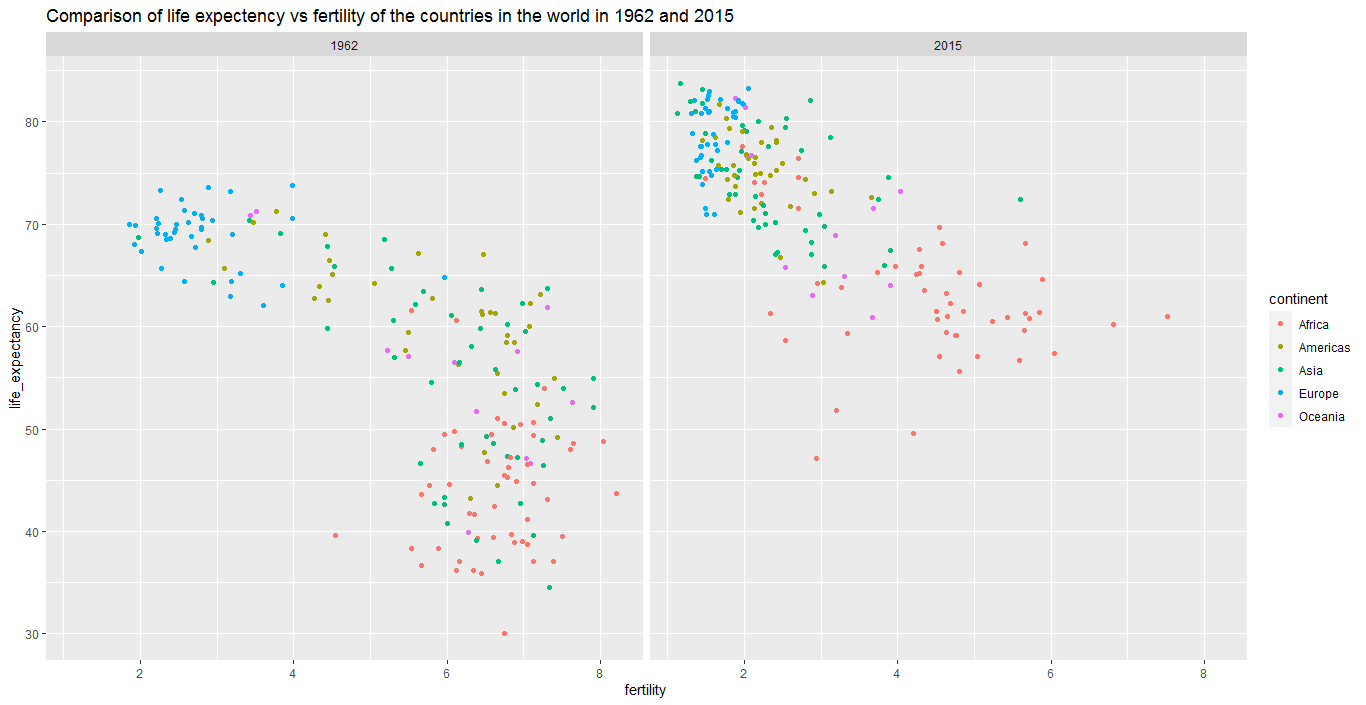 Comparison of life expectency vs fertility of the countries in the world in 1962 and 2015
1962
2015
life_expectancy
80
70
60
50
40
30
2
4
6
8
2
4
6
8
fertility
continent
Africa
Americas
Asia
Europe
Oceania